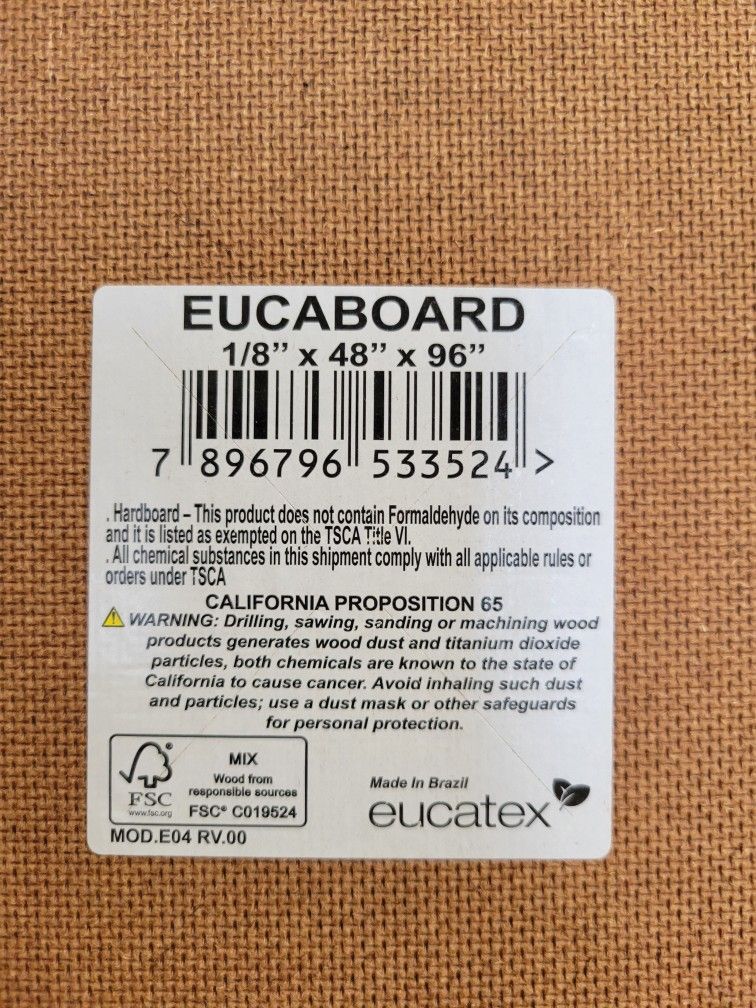 EUCABOARD
1/8” x 48” x 96”
7 896796 533524 >
. Hardboard – This product does not contain Formaldehyde on its composition
and it is listed as exempted on the TSCA Title VI.
. All chemical substances in this shipment comply with all applicable rules or
orders under TSCA
CALIFORNIA PROPOSITION 65
WARNING: Drilling, sawing, sanding or machining wood
products generates wood dust and titanium dioxide
particles, both chemicals are known to the state of
California to cause cancer. Avoid inhaling such dust
and particles; use a dust mask or other safeguards
for personal protection.
FSC
www.fsc.org
MIX
Wood from
responsible sources
FSC® C019524
Made In Brazil
eucatex
MOD.E04 RV.00